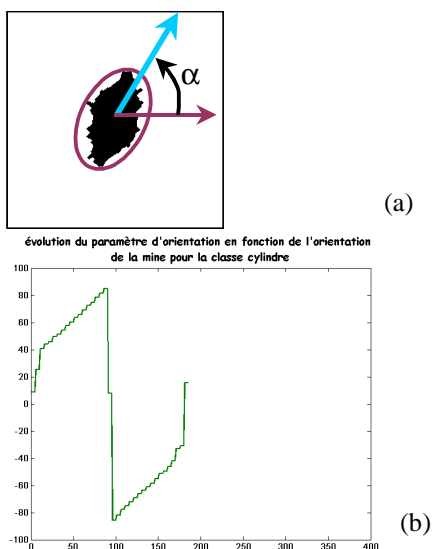 α
(a)
évolution du paramètre d'orientation en fonction de l'orientation
de la mine pour la classe cylindre
100
80
60
40
20
0
-20
-40
-60
-80
-100
0 50 100 150 200 250 300 350 400
(b)